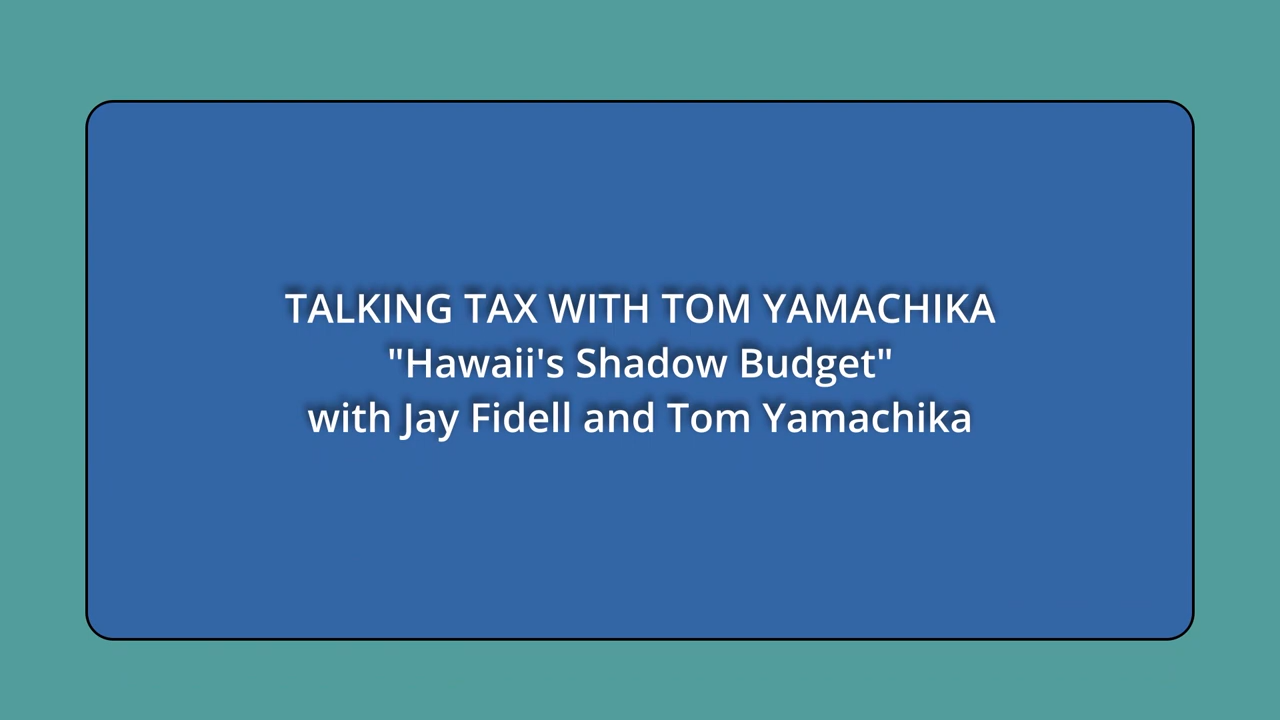 TALKING TAX WITH TOM YAMACHIKA
"Hawaii's Shadow Budget"
with Jay Fidell and Tom Yamachika